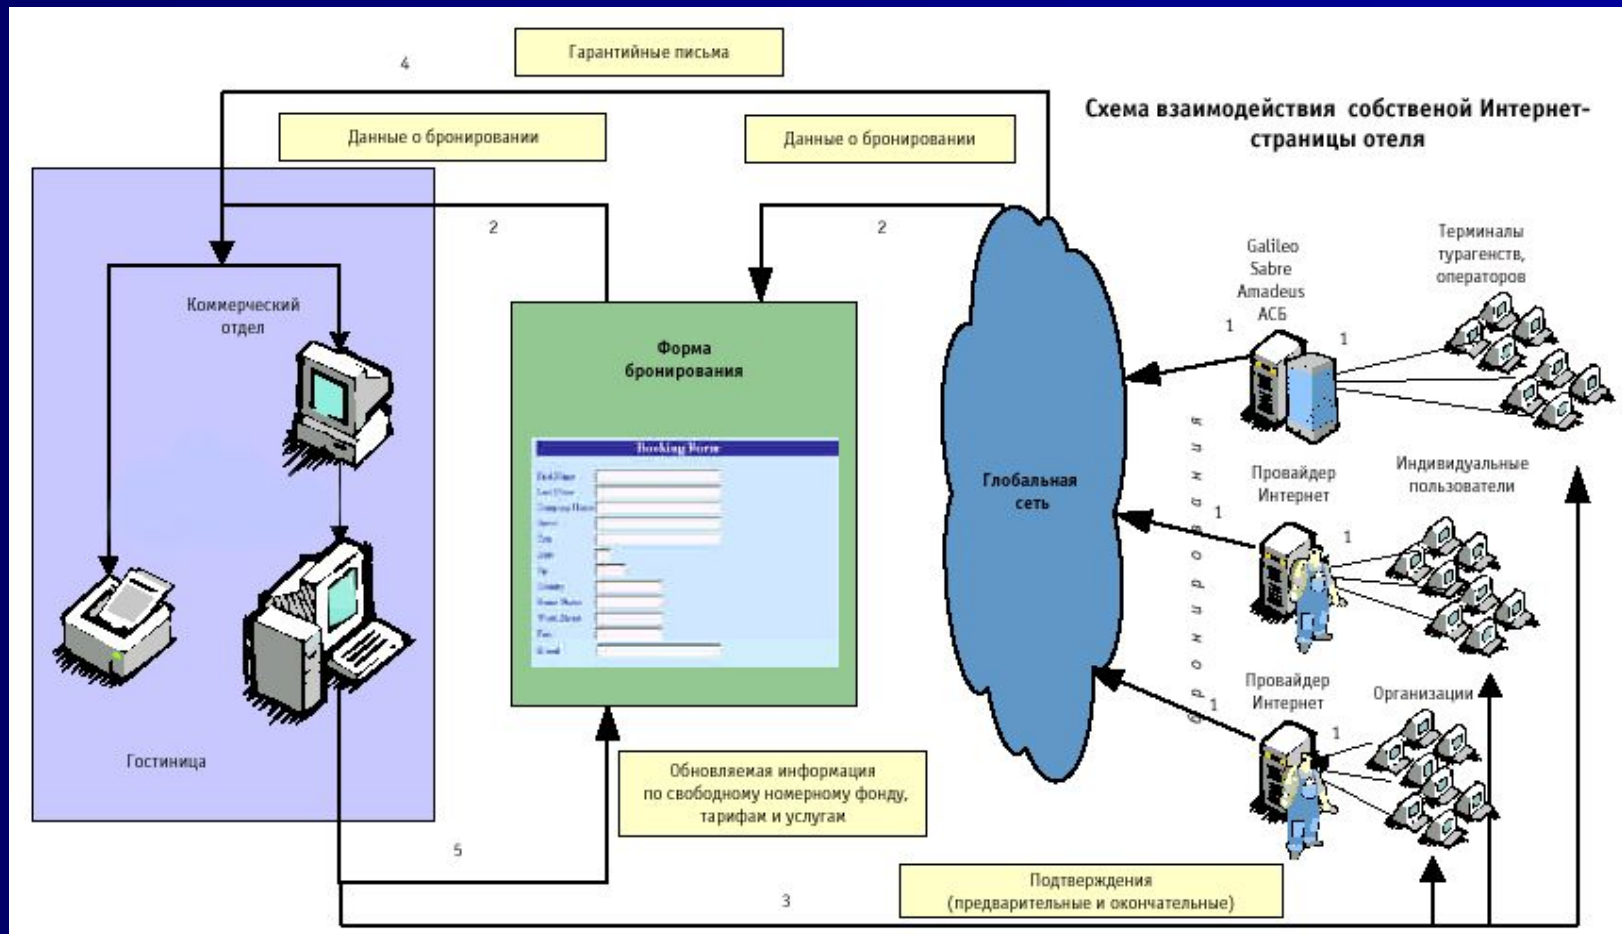 Гарантийные письма
4
Схема взаимодействия собственой Интернет-
страницы отеля
Данные о бронировании
Данные о бронировании
2
2
Коммерческий
отдел
Гостиница
Форма
бронирования
Booking Form
Глобальная
сеть
Galileo
Sabre
Amadeus
АСБ
Терминалы
турагенств,
операторов
1
1
бронирования
Провайдер
Интернет
Индивидуальные
пользователи
1
1
Провайдер
Интернет
Организации
1
1
Обновляемая информация
по свободному номерному фонду,
тарифам и услугам
5
Подтверждения
(предварительные и окончательные)
3